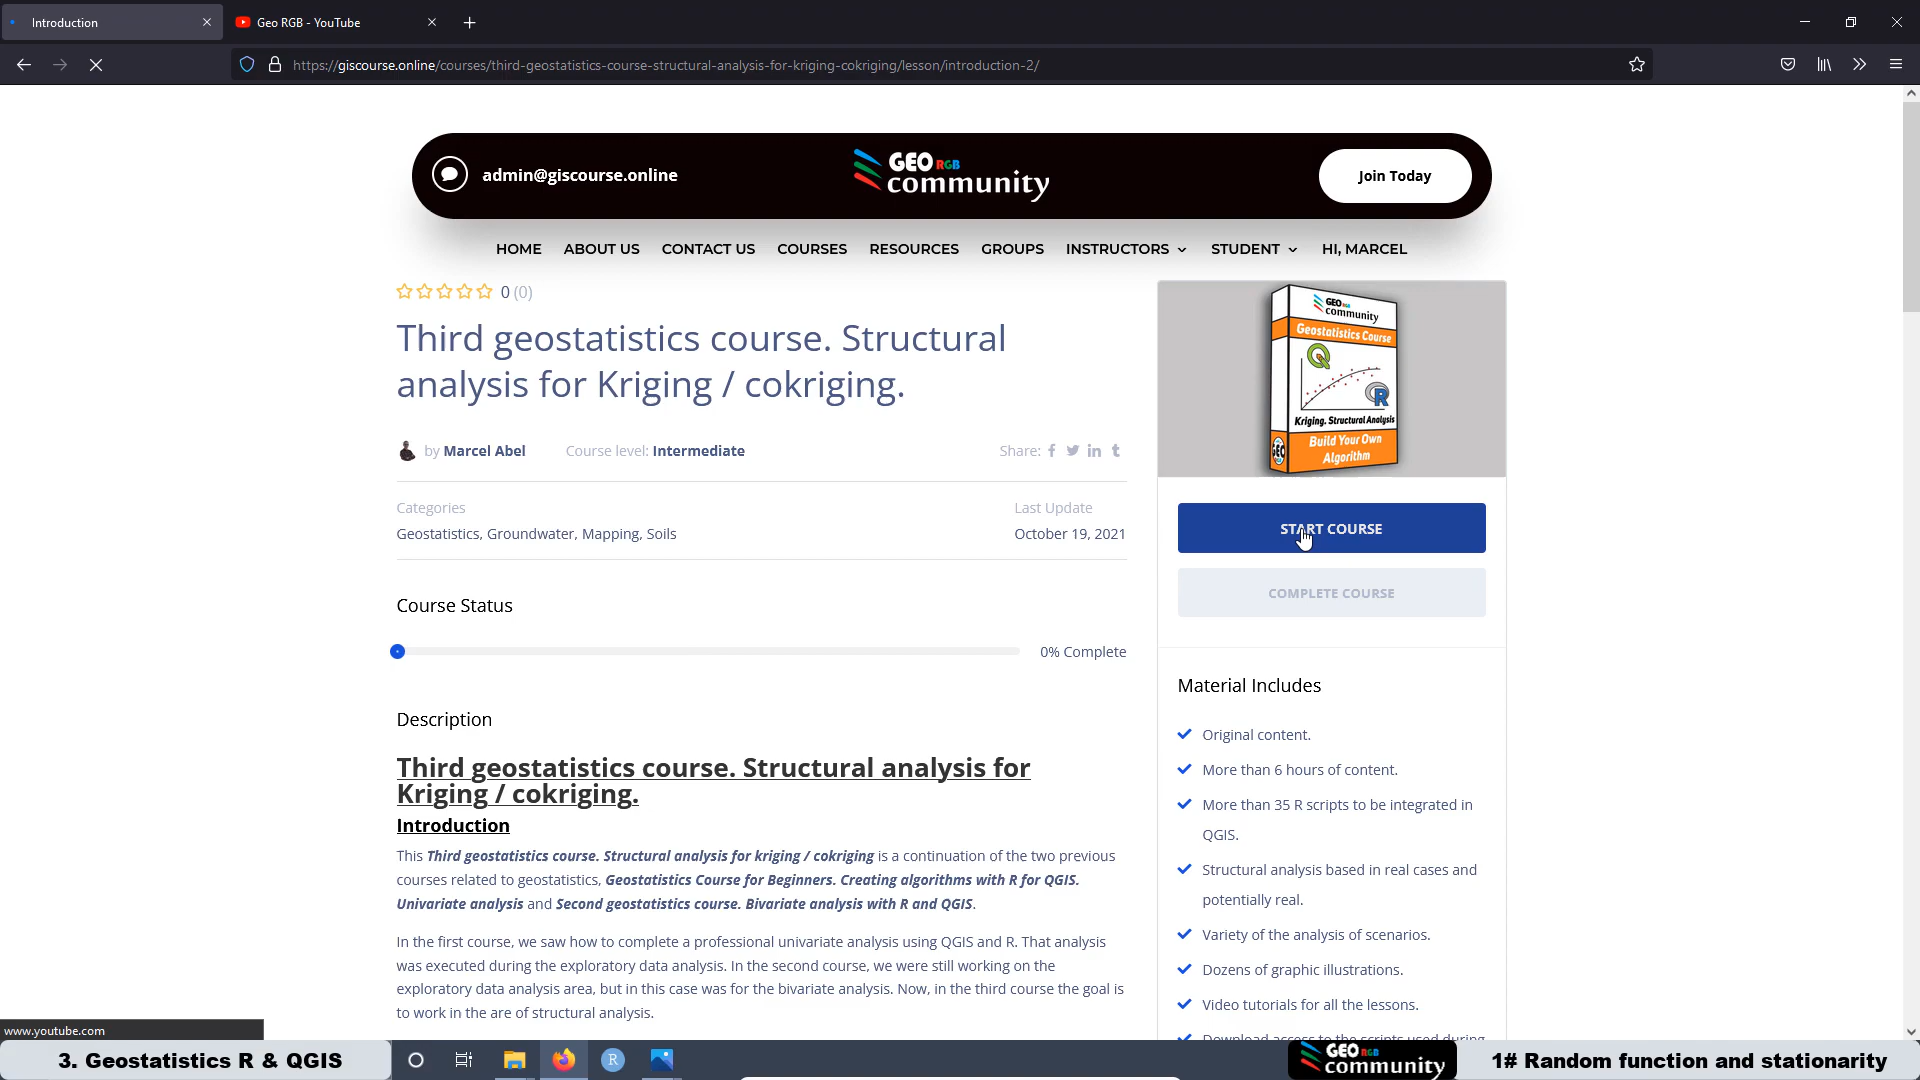 Introduction
Geo RGB - YouTube
https://giscourse.online/courses/third-geostatistics-course-structural-analysis-for-kriging-cokriging/lesson/introduction-2/
admin@giscourse.online
GEO RGB
community
Join Today
HOME ABOUT US CONTACT US COURSES RESOURCES GROUPS INSTRUCTORS STUDENT HI, MARCEL
0 (0)
Third geostatistics course. Structural
analysis for Kriging / cokriging.
by Marcel Abel Course level: Intermediate Share:
Categories
Geostatistics, Groundwater, Mapping, Soils
Last Update
October 19, 2021
Course Status
0% Complete
Description
Third geostatistics course. Structural analysis for
Kriging / cokriging.
Introduction
This Third geostatistics course. Structural analysis for kriging / cokriging is a continuation of the two previous
courses related to geostatistics, Geostatistics Course for Beginners. Creating algorithms with R for QGIS.
Univariate analysis and Second geostatistics course. Bivariate analysis with R and QGIS.
In the first course, we saw how to complete a professional univariate analysis using QGIS and R. That analysis
was executed during the exploratory data analysis. In the second course, we were still working on the
exploratory data analysis area, but in this case was for the bivariate analysis. Now, in the third course the goal is
to work in the are of structural analysis.
GEO RGB
community
Geostatistics Course
Kriging. Structural Analysis
Build Your Own
Algorithm
GEO
START COURSE
COMPLETE COURSE
Material Includes
Original content.
More than 6 hours of content.
More than 35 R scripts to be integrated in
QGIS.
Structural analysis based in real cases and
potentially real.
Variety of the analysis of scenarios.
Dozens of graphic illustrations.
Video tutorials for all the lessons.
Download access to the scripts used during
www.youtube.com
3. Geostatistics R & QGIS
R
GEO RGB
community
1# Random function and stationarity